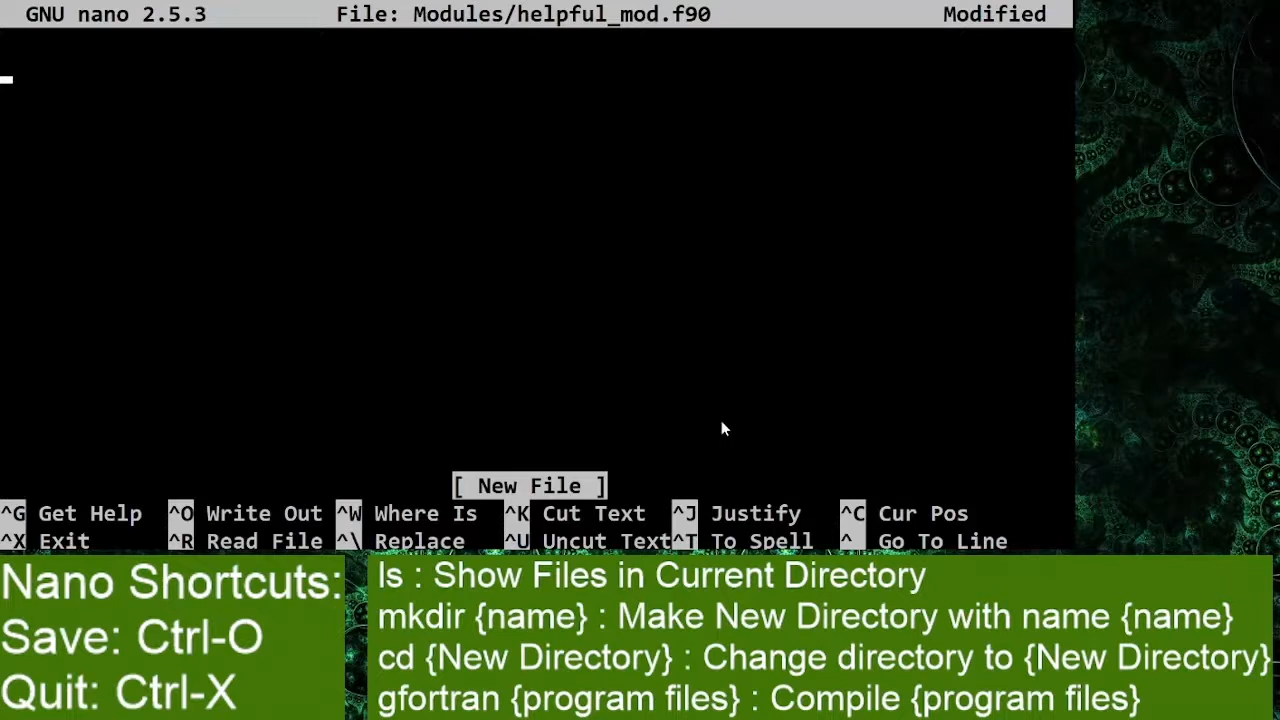 GNU nano 2.5.3 File: Modules/helpful_mod.f90 Modified
[ New File ]
^G Get Help ^O Write Out ^W Where Is ^K Cut Text ^J Justify ^C Cur Pos
^X Exit ^R Read File ^\ Replace ^U Uncut Text^T To Spell ^_ Go To Line
Nano Shortcuts:
Save: Ctrl-O
Quit: Ctrl-X
ls : Show Files in Current Directory
mkdir {name} : Make New Directory with name {name}
cd {New Directory} : Change directory to {New Directory}
gfortran {program files} : Compile {program files}